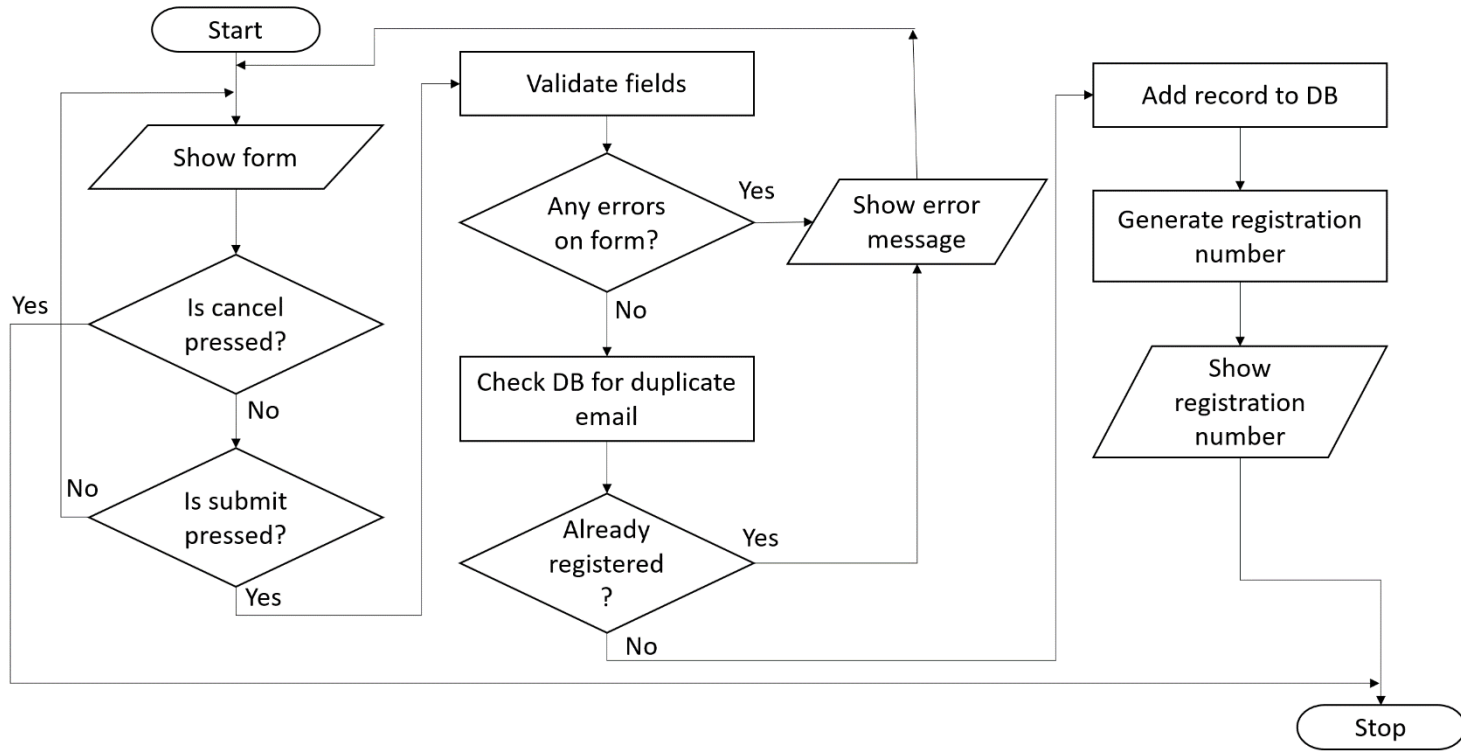 Start
Show form
Is cancel
pressed?
Yes
No
Is submit
pressed?
No
Yes
Validate fields
Any errors
on form?
Yes
No
Show error
message
Check DB for duplicate
email
Already
registered
?
Yes
No
Add record to DB
Generate registration
number
Show
registration
number
Stop